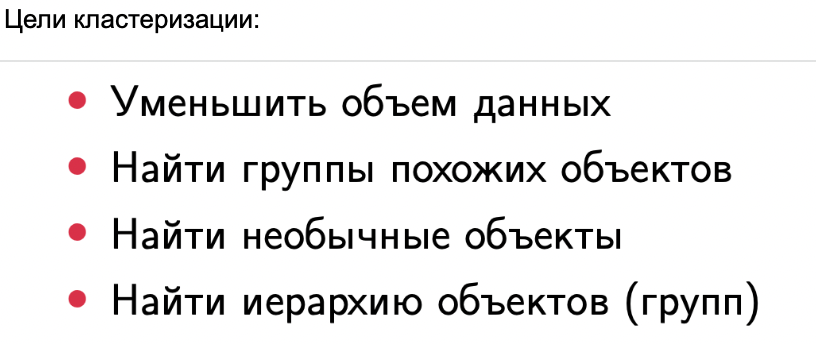 Цели кластеризации:
• Уменьшить объем данных
• Найти группы похожих объектов
• Найти необычные объекты
• Найти иерархию объектов (групп)